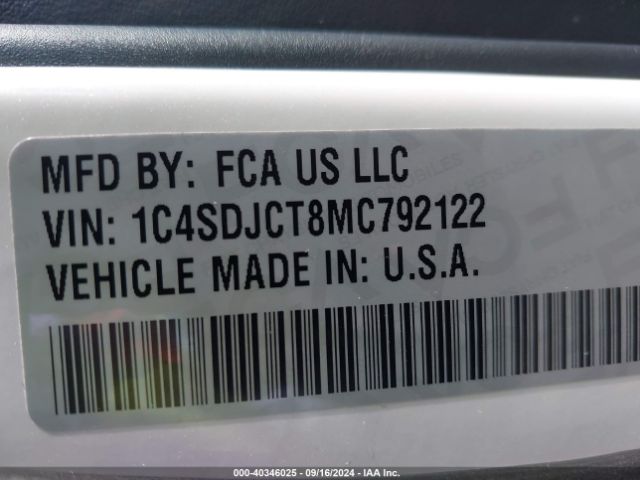 MFD BY: FCA US LLC
VIN: 1C4SDJCT8MC792122
VEHICLE MADE IN: U.S.A.
000-40346025 - 09/16/2024 - IAA Inc.